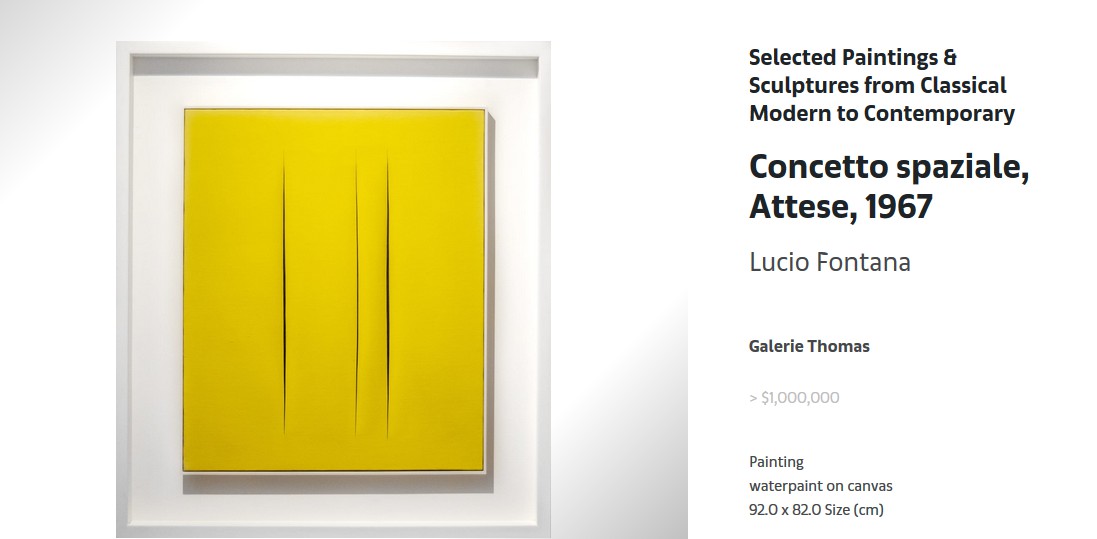 Selected Paintings &
Sculptures from Classical
Modern to Contemporary
Concetto spaziale,
Attese, 1967
Lucio Fontana
Galerie Thomas
> $1,000,000
Painting
waterpaint on canvas
92.0 x 82.0 Size (cm)